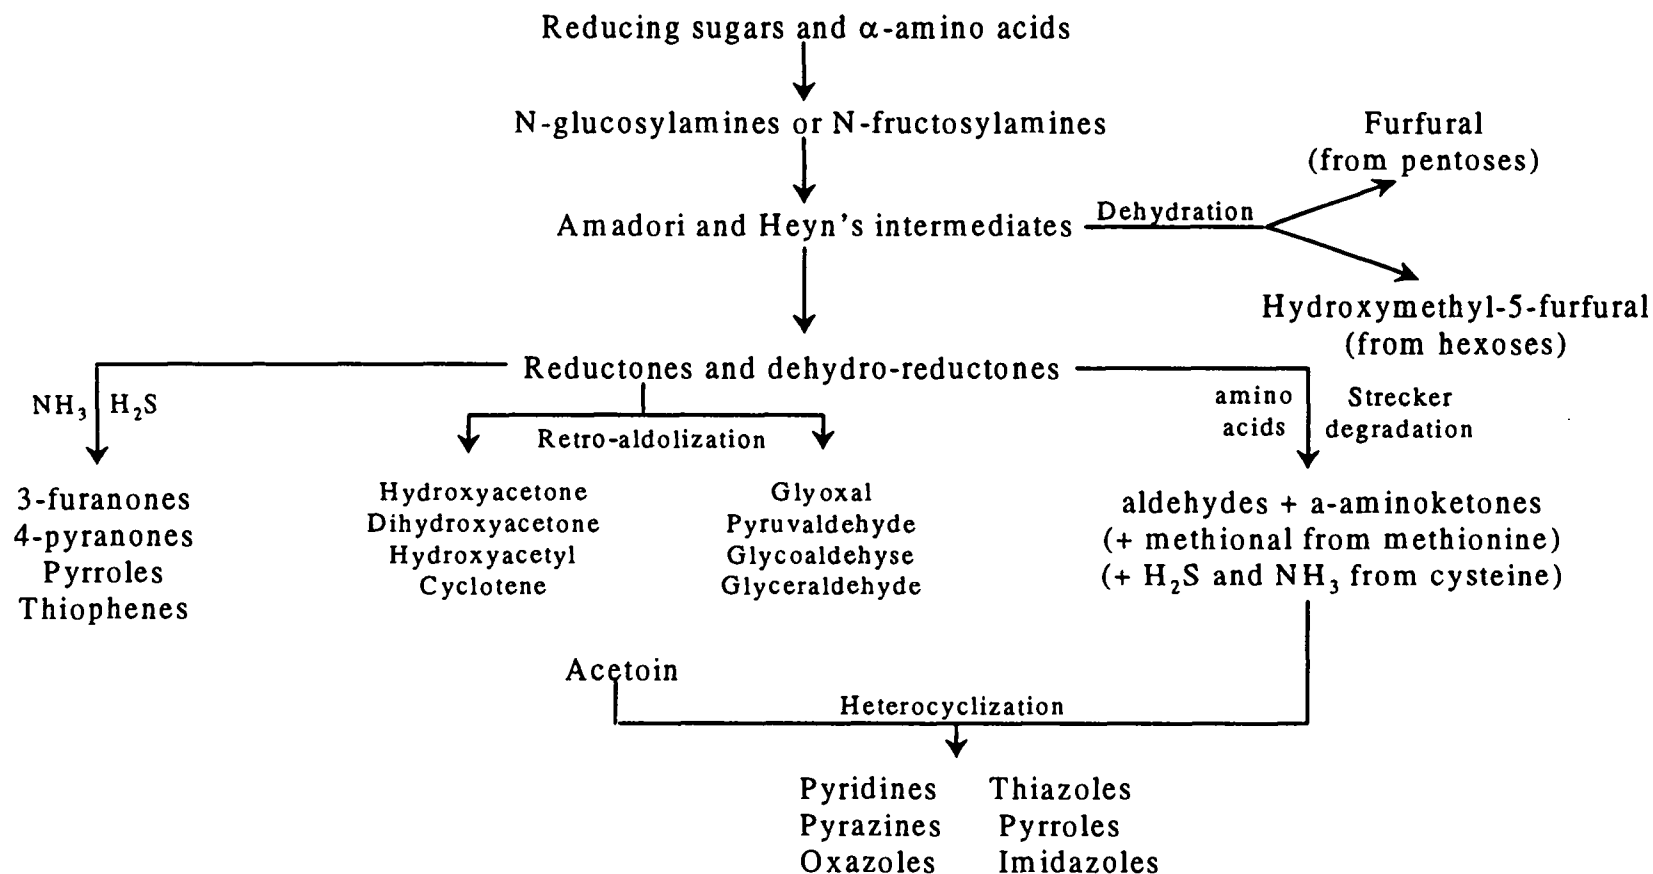 Reducing sugars and α-amino acids
N-glucosylamines or N-fructosylamines
Furfural
(from pentoses)
Amadori and Heyn's intermediates
Dehydration
Hydroxymethyl-5-furfural
(from hexoses)
Reductones and dehydro-reductones
NH₃ H₂S
Retro-aldolization
amino
acids
Strecker
degradation
3-furanones
4-pyranones
Pyrroles
Thiophenes
Hydroxyacetone
Dihydroxyacetone
Hydroxyacetyl
Cyclotene
Glyoxal
Pyruvaldehyde
Glycoaldehyse
Glyceraldehyde
aldehydes + a-aminoketones
(+ methional from methionine)
(+ H₂S and NH₃ from cysteine)
Acetoin
Heterocyclization
Pyridines Thiazoles
Pyrazines Pyrroles
Oxazoles Imidazoles